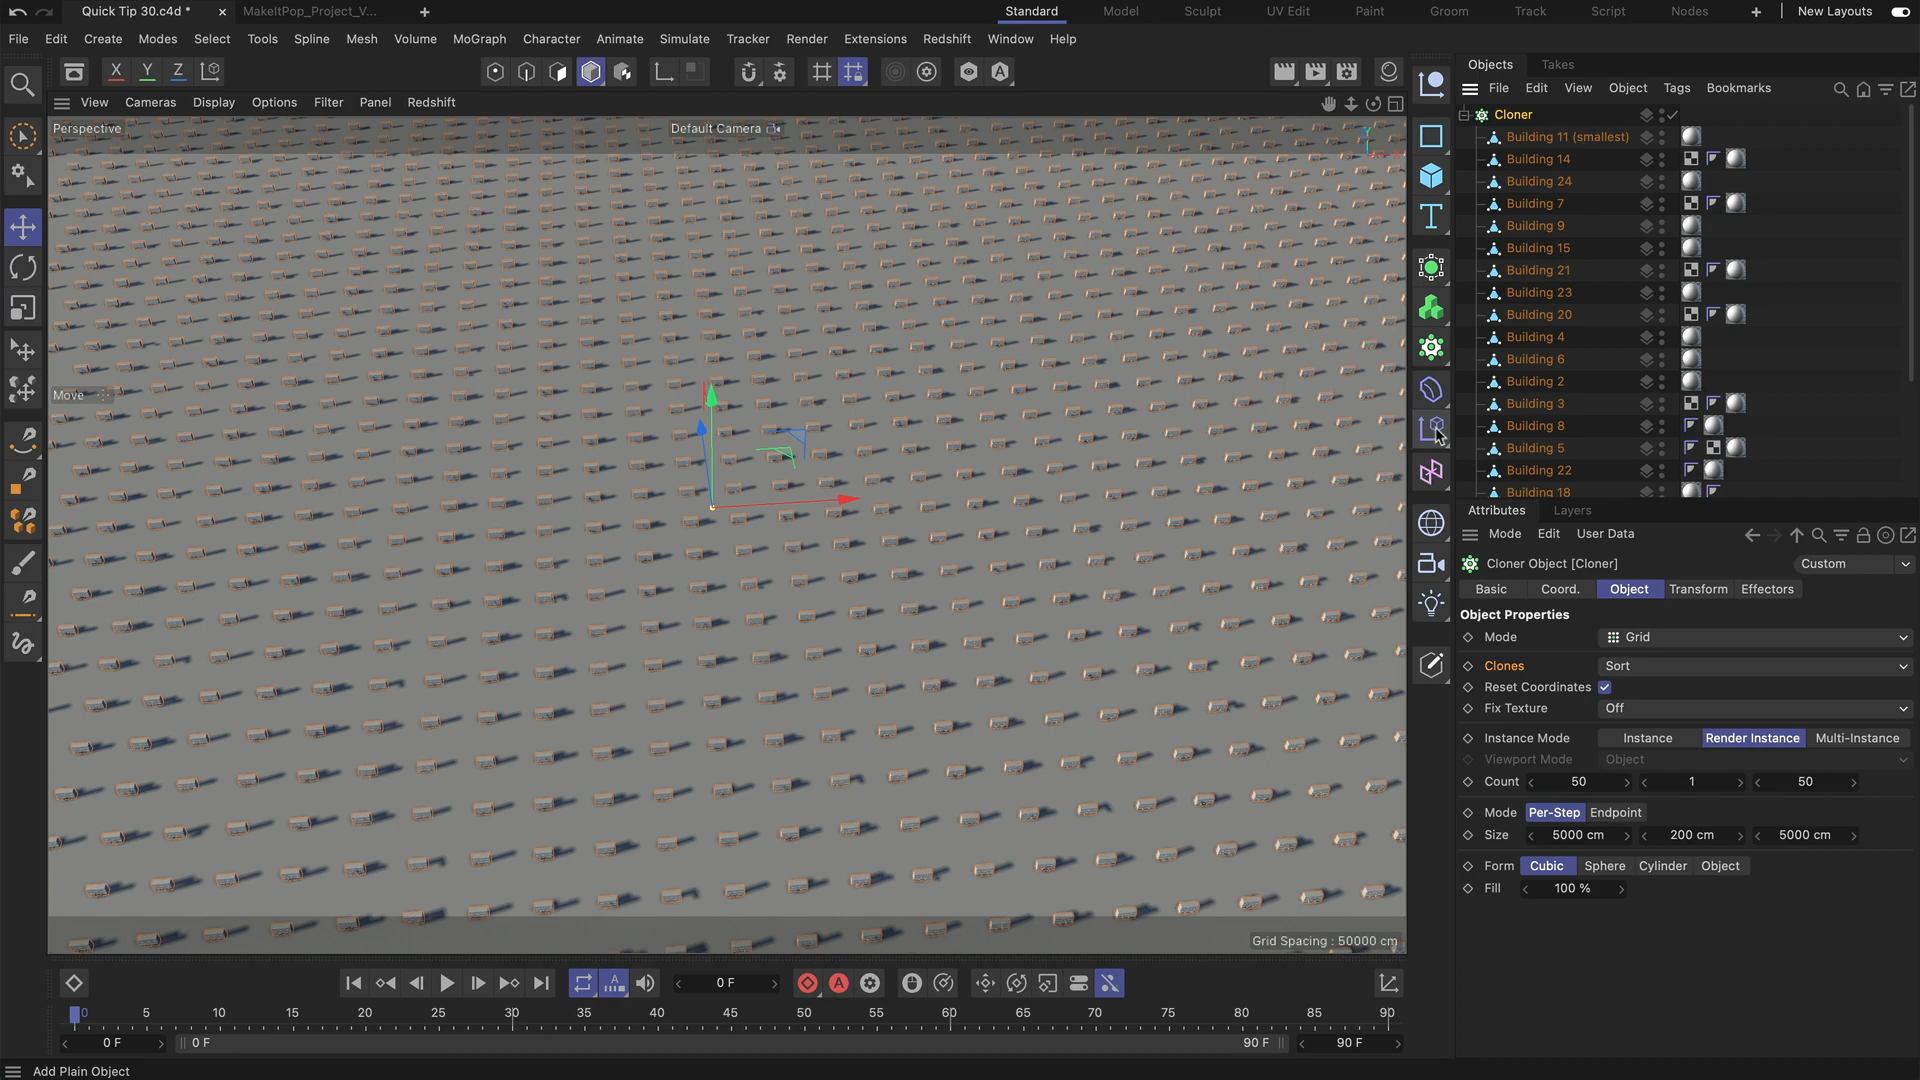 Quick Tip 30.c4d * × MakeItPop_Project_V... + Standard Model Sculpt UV Edit Paint Groom Track Script Nodes + New Layouts
File Edit Create Modes Select Tools Spline Mesh Volume MoGraph Character Animate Simulate Tracker Render Extensions Redshift Window Help
X Y Z
View Cameras Display Options Filter Panel Redshift
Perspective Default Camera
Y
Move
Grid Spacing : 50000 cm
Objects Takes
File Edit View Object Tags Bookmarks
Cloner
Building 11 (smallest)
Building 14
Building 24
Building 7
Building 9
Building 15
Building 21
Building 23
Building 20
Building 4
Building 6
Building 2
Building 3
Building 8
Building 5
Building 22
Building 18
Attributes Layers
Mode Edit User Data
Cloner Object [Cloner] Custom
Basic Coord. Object Transform Effectors
Object Properties
Mode Grid
Clones Sort
Reset Coordinates
Fix Texture Off
Instance Mode Instance Render Instance Multi-Instance
Viewport Mode Object
Count 50 1 50
Mode Per-Step Endpoint
Size 5000 cm 200 cm 5000 cm
Form Cubic Sphere Cylinder Object
Fill 100 %
0 F
0 5 10 15 20 25 30 35 40 45 50 55 60 65 70 75 80 85 90
0 F 0 F 90 F 90 F
Add Plain Object